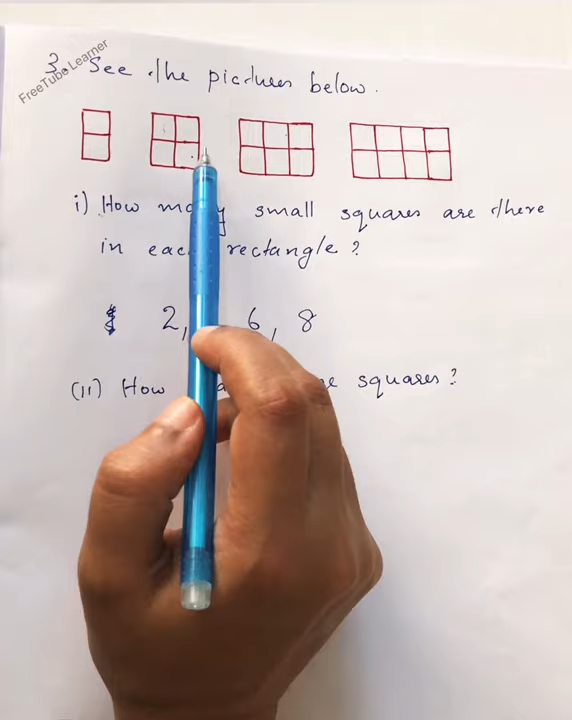 FreeTube Learner
3. See the pictures below.
i) How many small squares are there
in each rectangle ?
2, 6, 8
(ii) How squares ?